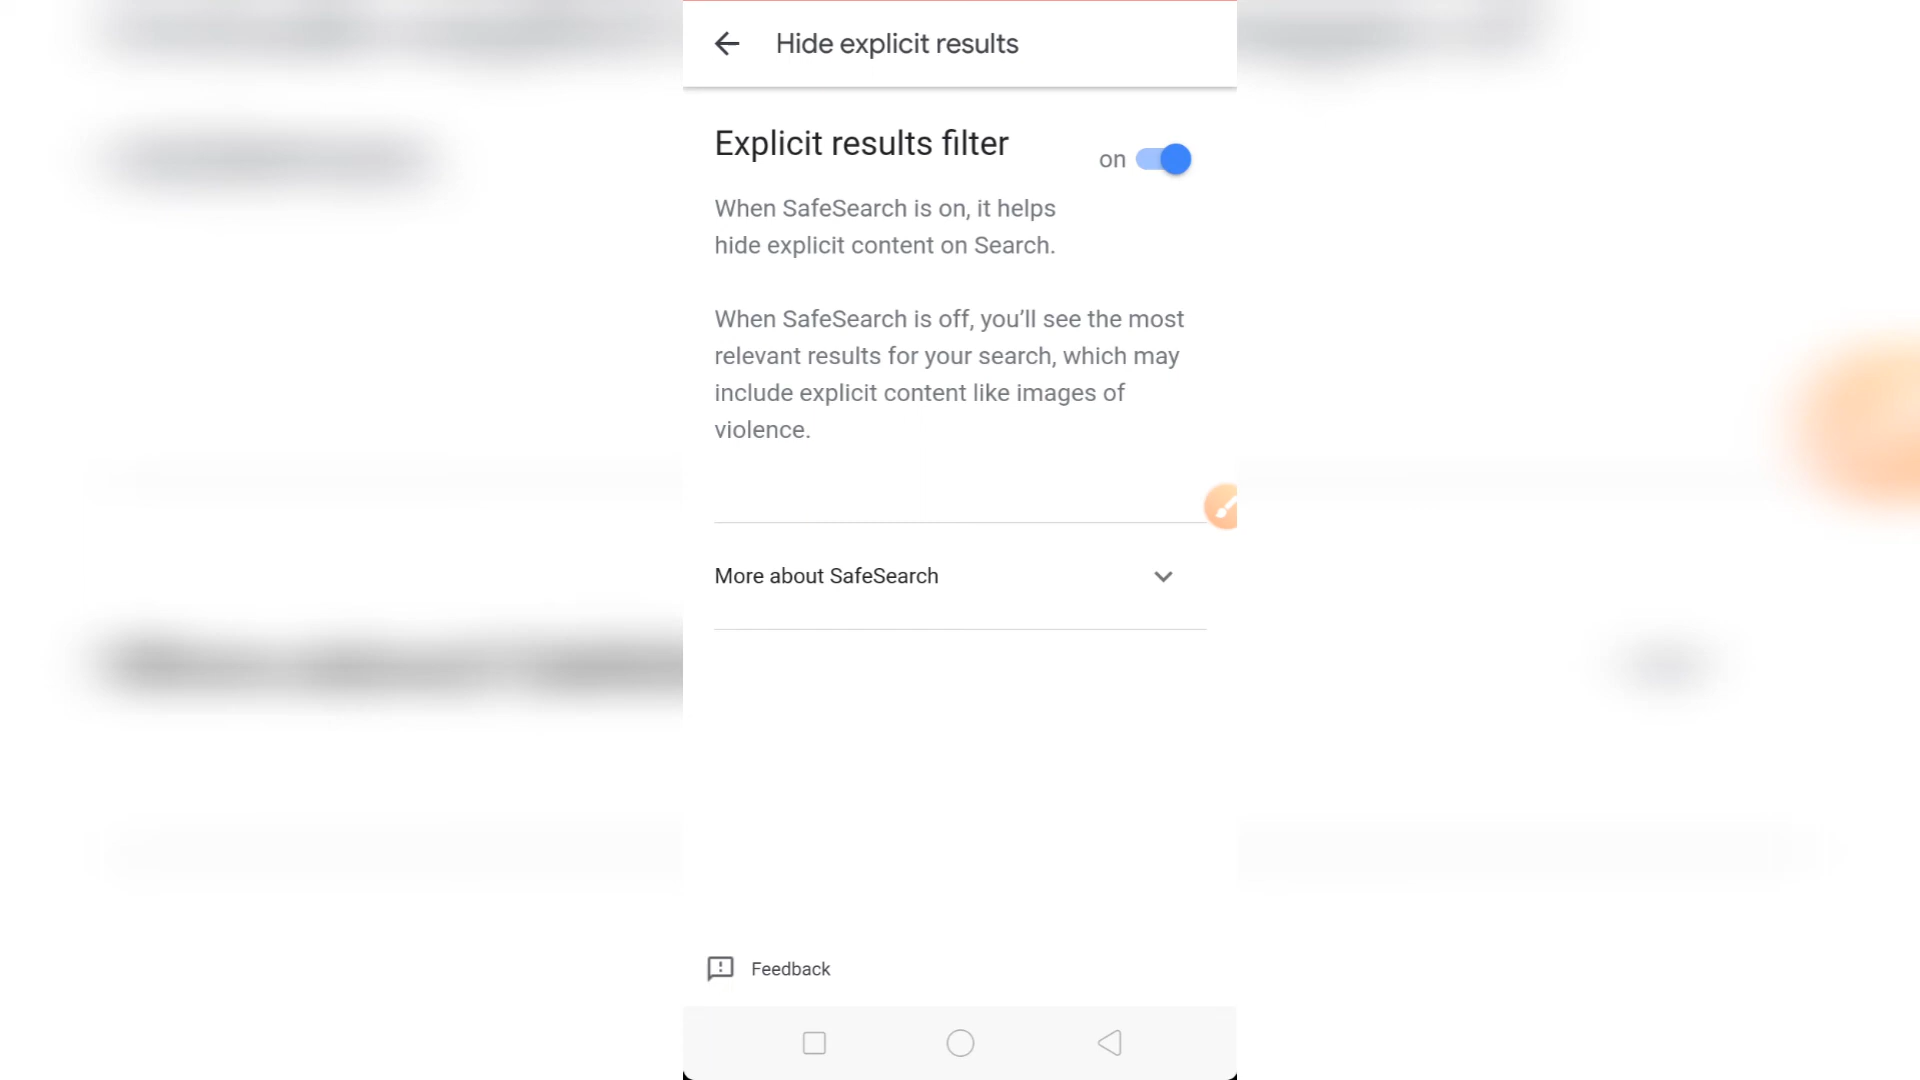 Hide explicit results
Explicit results filter
on
When SafeSearch is on, it helps
hide explicit content on Search.
When SafeSearch is off, you’ll see the most
relevant results for your search, which may
include explicit content like images of
violence.
More about SafeSearch
Feedback